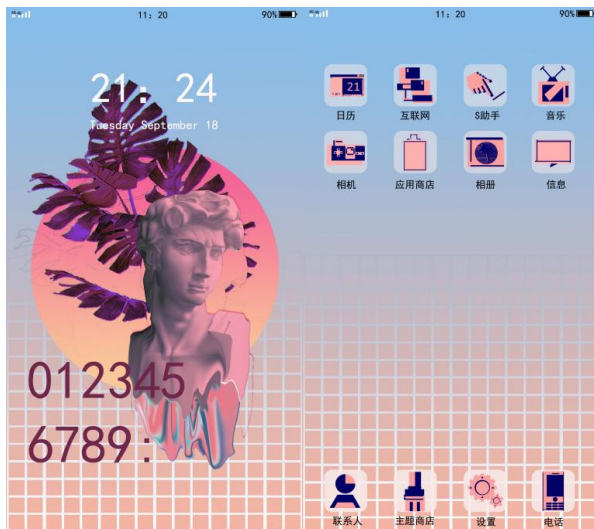 11：20
90%
21：24
Tuesday September 18
012345
6789：
11：20
90%
21
日历 互联网 S助手 音乐
相机 应用商店 相册 信息
联系人 主题商店 设置 电话